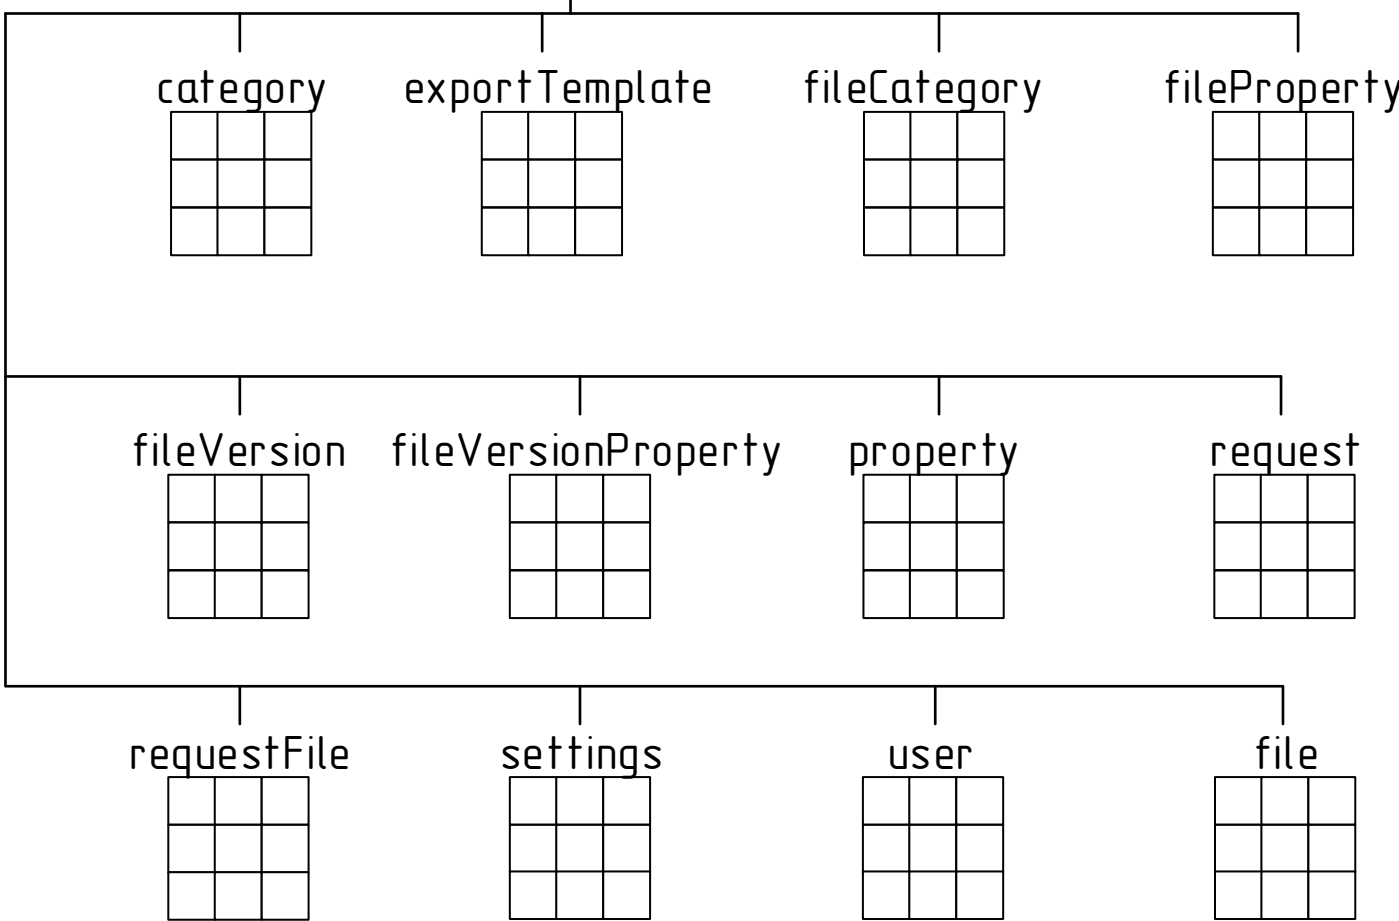 category exportTemplate fileCategory fileProperty
fileVersion fileVersionProperty property request
requestFile settings user file